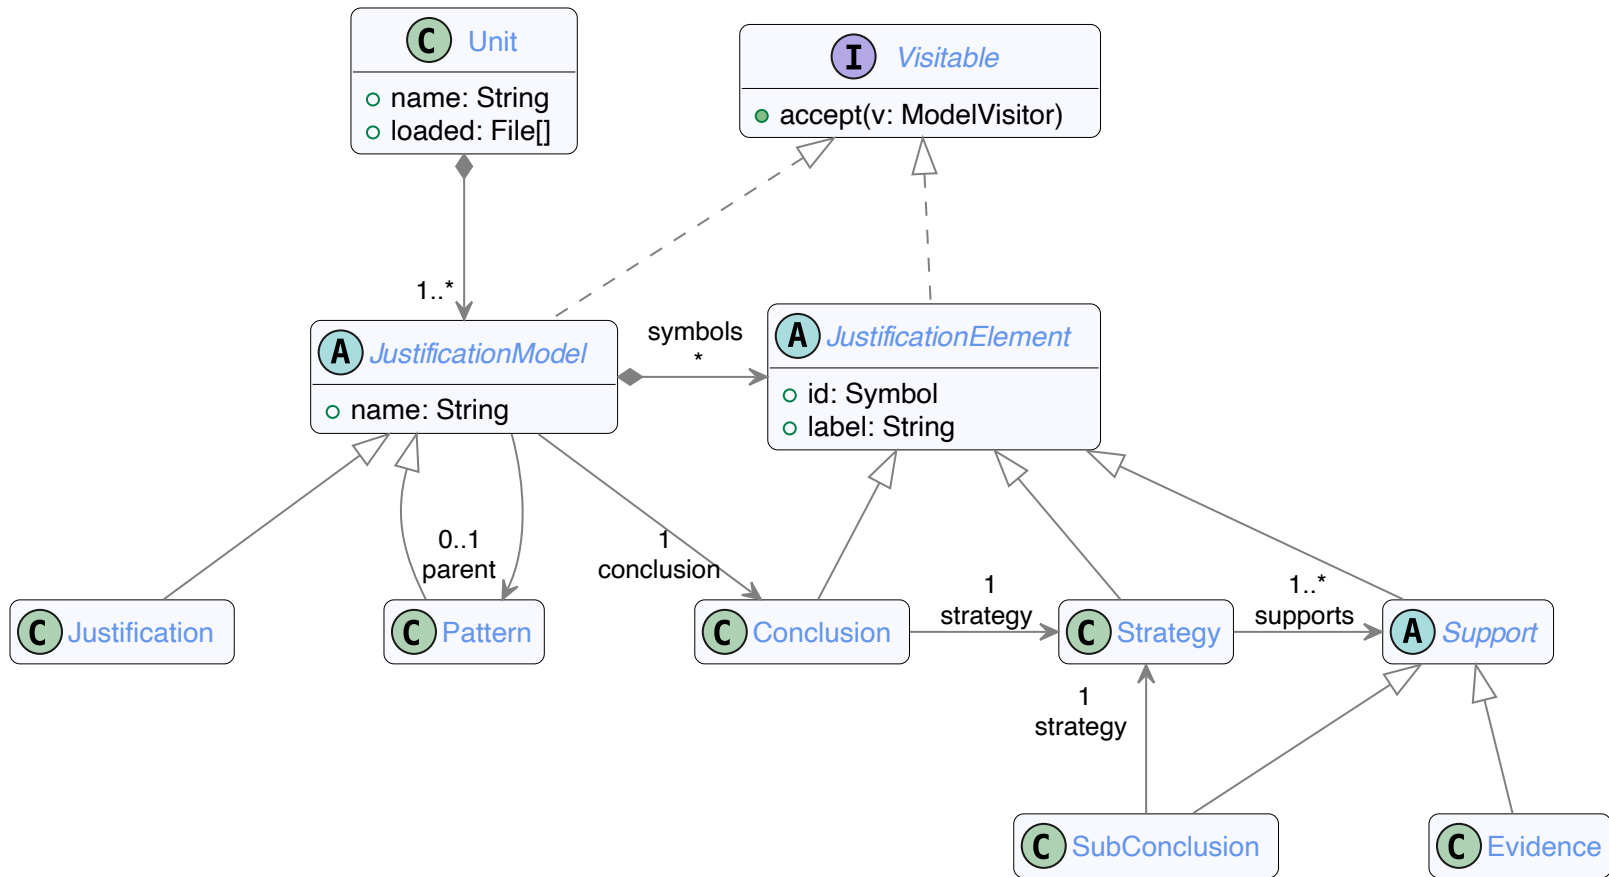 C Unit
name: String
loaded: File[]
I Visitable
accept(v: ModelVisitor)
1..*
A JustificationModel
name: String
symbols
*
A JustificationElement
id: Symbol
label: String
0..1
parent
1
conclusion
1
strategy
1..*
supports
C Justification
C Pattern
C Conclusion
C Strategy
A Support
1
strategy
C SubConclusion
C Evidence